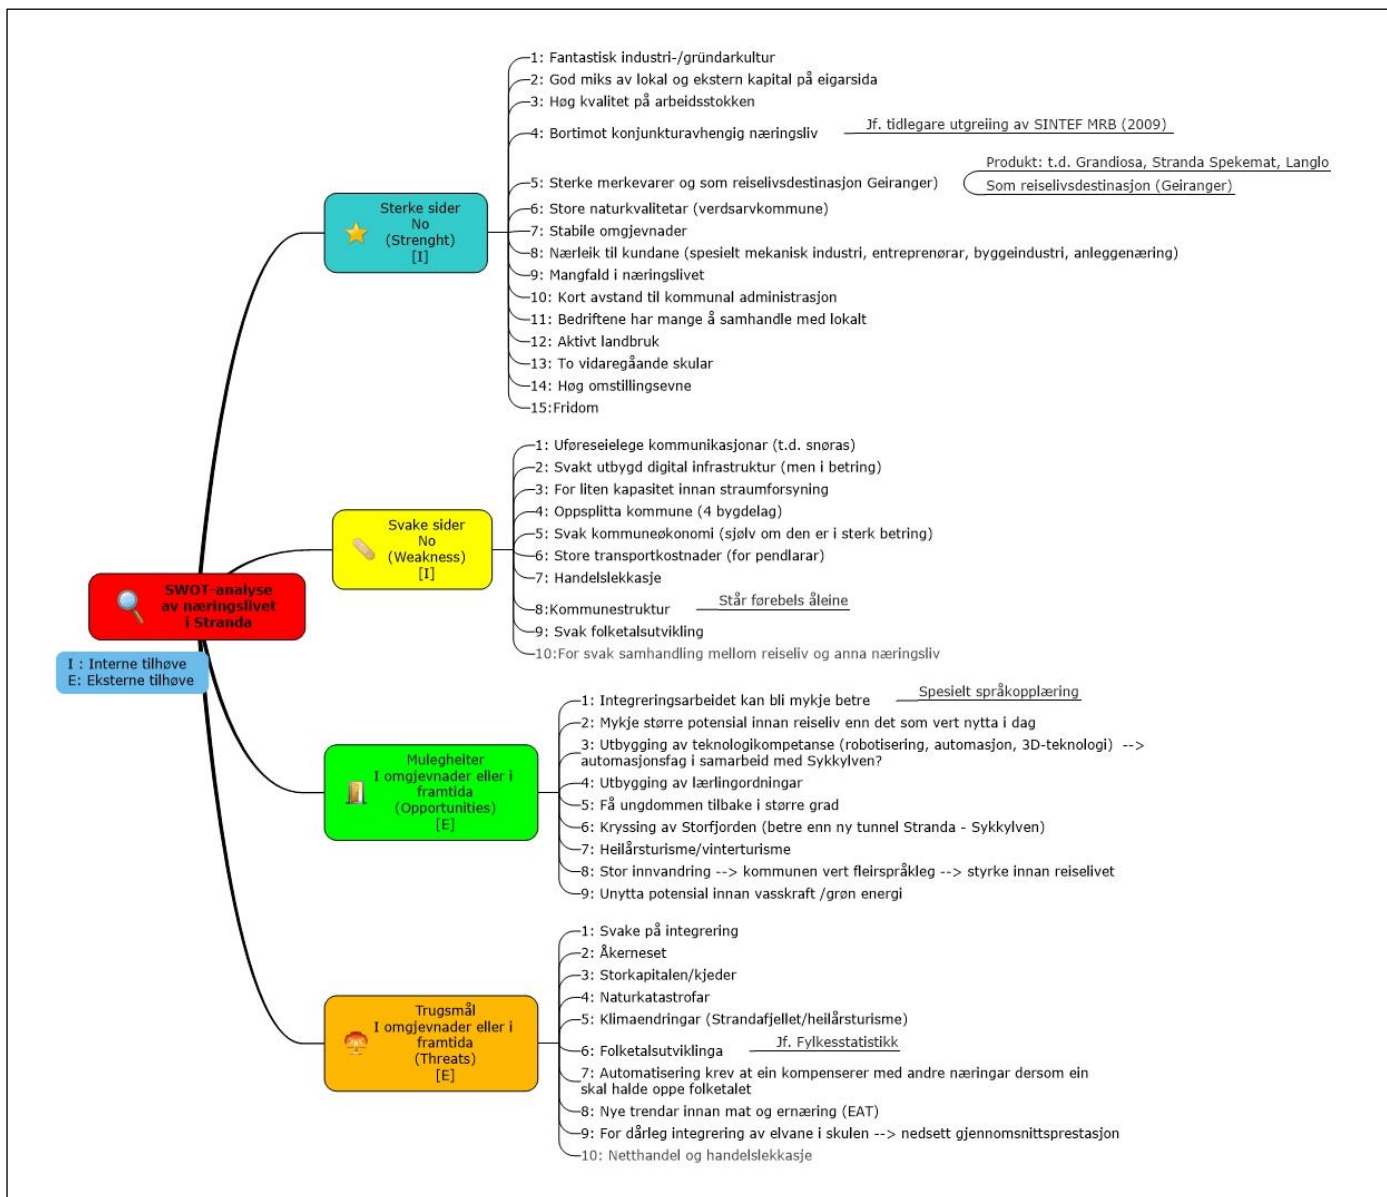 SWOT-analyse
av næringslivet
i Stranda
I : Interne tilhøve
E: Eksterne tilhøve
Sterke sider
No
(Strenght)
[I]
1: Fantastisk industri-/gründarkultur
2: God miks av lokal og ekstern kapital på eigarsida
3: Høg kvalitet på arbeidsstokken
4: Bortimot konjunkturavhengig næringsliv
Jf. tidlegare utgreiing av SINTEF MRB (2009)
5: Sterke merkevarer og som reiselivsdestinasjon Geiranger)
Produkt: t.d. Grandiosa, Stranda Spekemat, Langlo
Som reiselivsdestinasjon (Geiranger)
6: Store naturkvalitetar (verdsarvkommune)
7: Stabile omgjevnader
8: Nærleik til kundane (spesielt mekanisk industri, entreprenørar, byggeindustri, anleggenæring)
9: Mangfald i næringslivet
10: Kort avstand til kommunal administrasjon
11: Bedriftene har mange å samhandle med lokalt
12: Aktivt landbruk
13: To vidaregåande skular
14: Høg omstillingsevne
15:Fridom
Svake sider
No
(Weakness)
[I]
1: Uføreseielege kommunikasjonar (t.d. snøras)
2: Svakt utbygd digital infrastruktur (men i betring)
3: For liten kapasitet innan straumforsyning
4: Oppsplitta kommune (4 bygdelag)
5: Svak kommuneøkonomi (sjølv om den er i sterk betring)
6: Store transportkostnader (for pendlarar)
7: Handelslekkasje
8:Kommunestruktur
Står førebels åleine
9: Svak folketalsutvikling
10:For svak samhandling mellom reiseliv og anna næringsliv
Mulegheiter
I omgjevnader eller i
framtida
(Opportunities)
[E]
1: Integreringsarbeidet kan bli mykje betre
Spesielt språkopplæring
2: Mykje større potensial innan reiseliv enn det som vert nytta i dag
3: Utbygging av teknologikompetanse (robotisering, automasjon, 3D-teknologi) -->
automasjonsfag i samarbeid med Sykkylven?
4: Utbygging av lærlingordningar
5: Få ungdommen tilbake i større grad
6: Kryssing av Storfjorden (betre enn ny tunnel Stranda - Sykkylven)
7: Heilårsturisme/vinterturisme
8: Stor innvandring --> kommunen vert fleirspråkleg --> styrke innan reiselivet
9: Unytta potensial innan vasskraft /grøn energi
Trugsmål
I omgjevnader eller i
framtida
(Threats)
[E]
1: Svake på integrering
2: Åkerneset
3: Storkapitalen/kjeder
4: Naturkatastrofar
5: Klimaendringar (Strandafjellet/heilårsturisme)
6: Folketalsutviklinga
Jf. Fylkesstatistikk
7: Automatisering krev at ein kompenserer med andre næringar dersom ein
skal halde oppe folketalet
8: Nye trendar innan mat og ernæring (EAT)
9: For dårleg integrering av elvane i skulen --> nedsett gjennomsnittsprestasjon
10: Netthandel og handelslekkasje